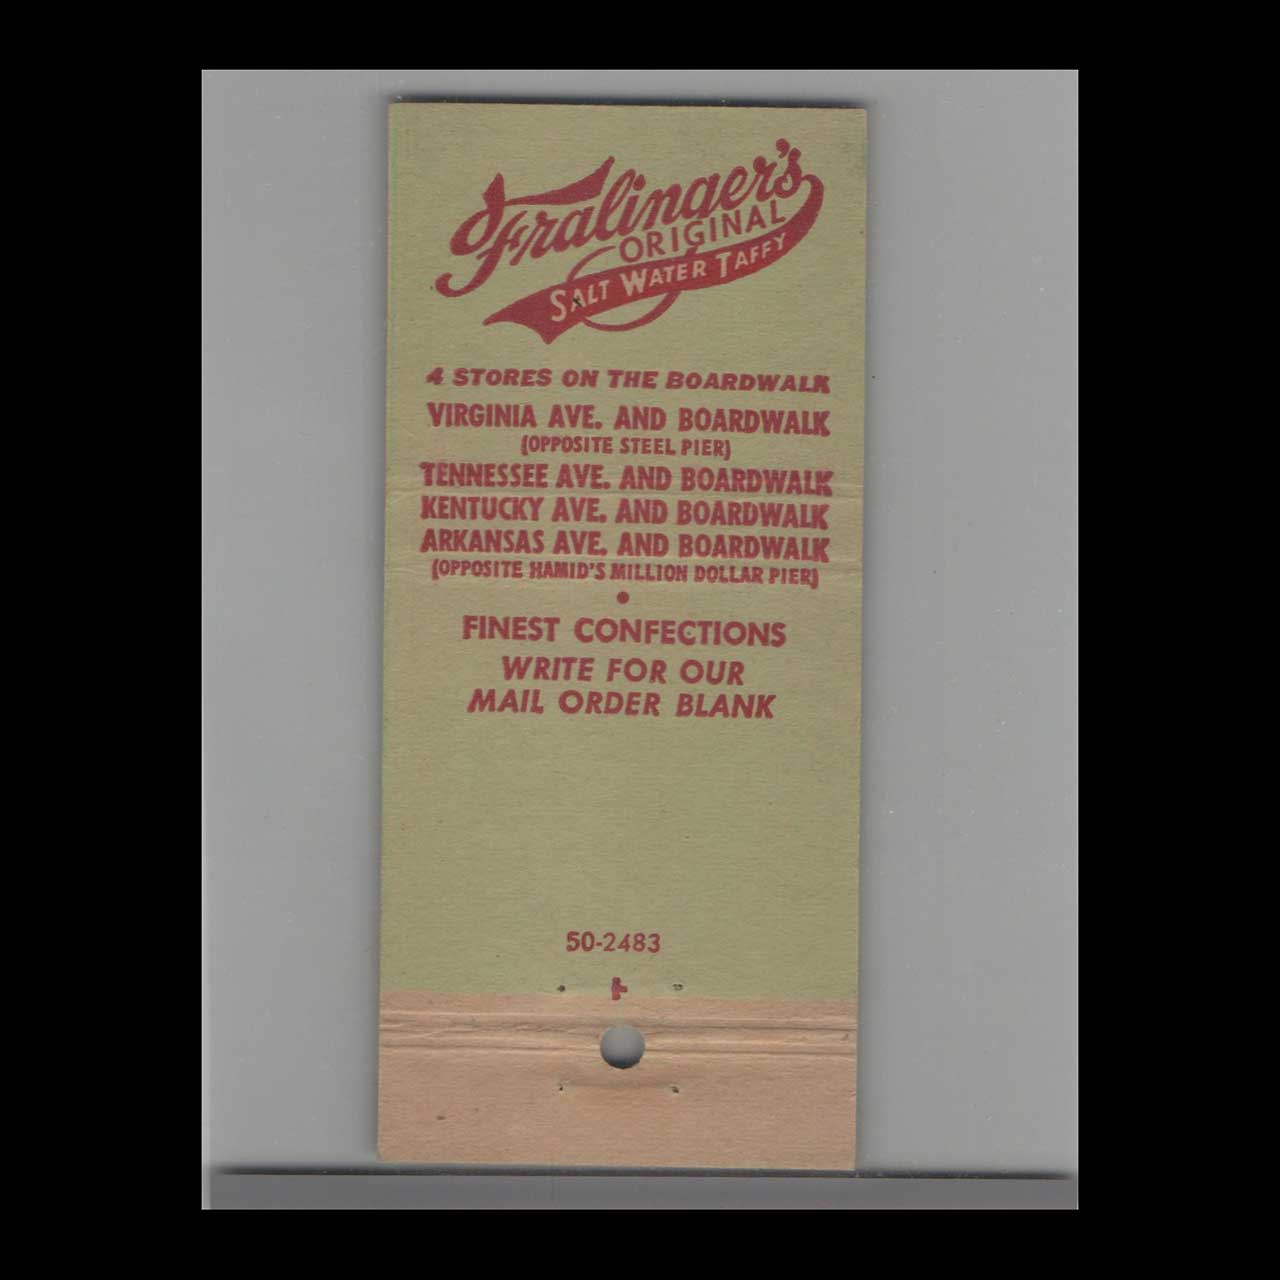 Fralinger's
ORIGINAL
SALT WATER TAFFY
4 STORES ON THE BOARDWALK
VIRGINIA AVE. AND BOARDWALK
(OPPOSITE STEEL PIER)
TENNESSEE AVE. AND BOARDWALK
KENTUCKY AVE. AND BOARDWALK
ARKANSAS AVE. AND BOARDWALK
(OPPOSITE HAMID'S MILLION DOLLAR PIER)
•
FINEST CONFECTIONS
WRITE FOR OUR
MAIL ORDER BLANK
50-2483